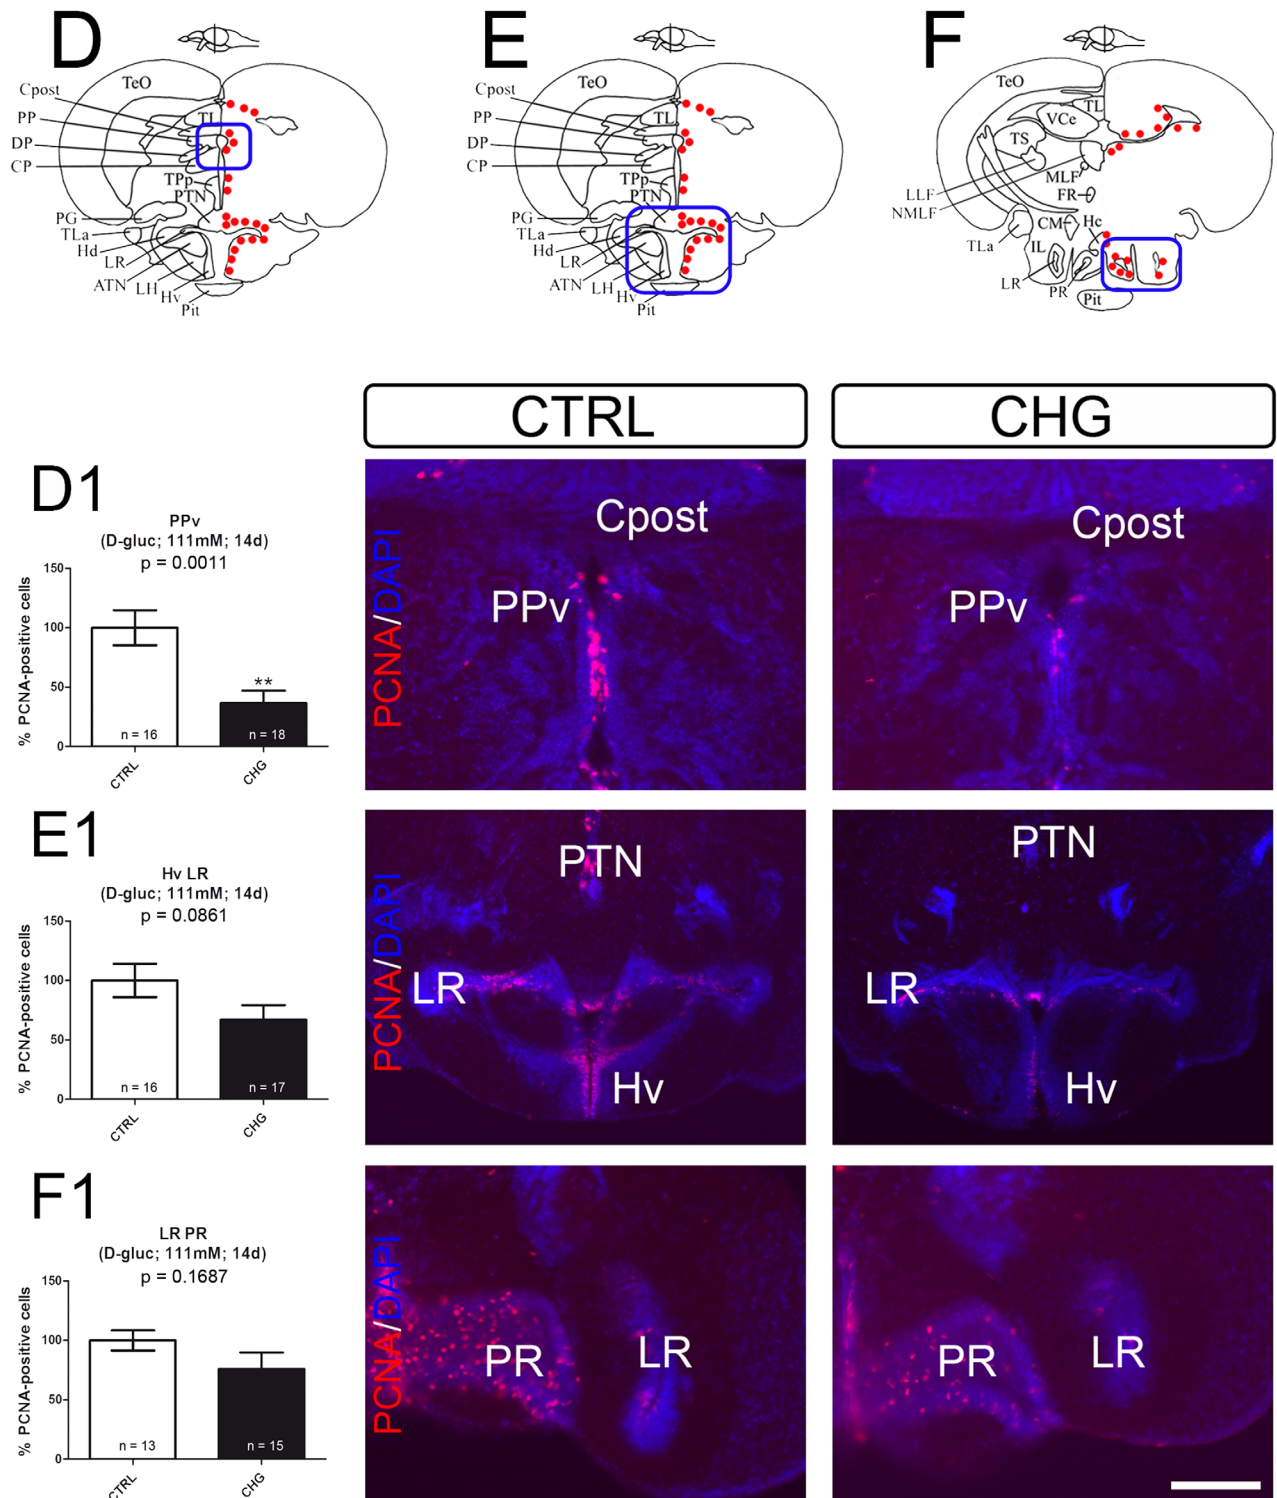 D
E
F
TeO
Cpost
PP
TL
DP
CP
TPp
PTN
PG
TLa
Hd
LR
ATN
LH
Hv
Pit
TeO
Cpost
PP
TL
DP
CP
TPp
PTN
PG
TLa
Hd
LR
ATN
LH
Hv
Pit
TeO
TL
VCe
TS
MLF
LLF
FR
NMLF
CM
Hc
TLa
IL
LR
PR
Pit
CTRL
CHG
D1
PPv
(D-gluc; 111mM; 14d)
p = 0.0011
% PCNA-positive cells
150
100
50
0
**
n = 16
n = 18
CTRL
CHG
PCNA/DAPI
Cpost
PPv
Cpost
PPv
E1
Hv LR
(D-gluc; 111mM; 14d)
p = 0.0861
% PCNA-positive cells
150
100
50
0
n = 16
n = 17
CTRL
CHG
PCNA/DAPI
PTN
LR
Hv
PTN
LR
Hv
F1
LR PR
(D-gluc; 111mM; 14d)
p = 0.1687
% PCNA-positive cells
150
100
50
0
n = 13
n = 15
CTRL
CHG
PCNA/DAPI
PR
LR
PR
LR